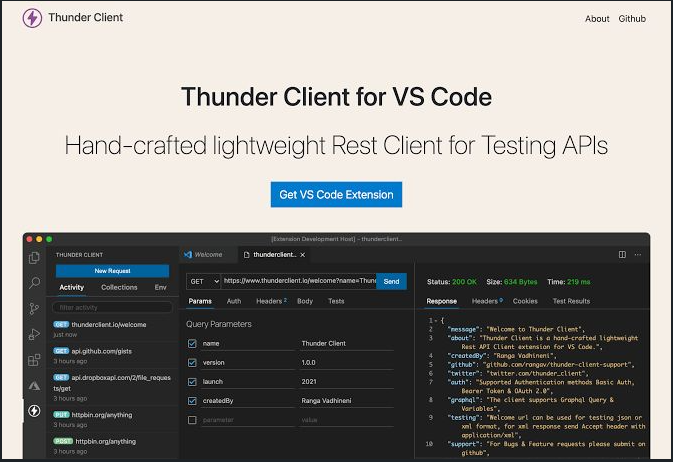 Thunder Client
About Github
Thunder Client for VS Code
Hand-crafted lightweight Rest Client for Testing APIs
Get VS Code Extension
[Extension Development Host] - thunderclient..
THUNDER CLIENT
New Request
Activity Collections Env
filter activity
GET thunderclient.io/welcome
just now
GET api.github.com/gists
3 hours ago
GET api.dropboxapi.com/2/file_reque
sts/get
3 hours ago
PUT httpbin.org/anything
3 hours ago
POST httpbin.org/anything
3 hours ago
Welcome thunderclient.. ×
GET https://www.thunderclient.io/welcome?name=Thun Send
Params Auth Headers 2 Body Tests
Query Parameters
name Thunder Client
version 1.0.0
launch 2021
createdBy Ranga Vadhineni
parameter value
Status: 200 OK Size: 634 Bytes Time: 219 ms
Response Headers 9 Cookies Test Results
1 {
2 "message": "Welcome to Thunder Client",
3 "about": "Thunder Client is a hand-crafted lightweight
Rest API Client extension for VS Code.",
4 "createdBy": "Ranga Vadhineni",
5 "github": "github.com/rangav/thunder-client-support",
6 "twitter": "twitter.com/thunder_client",
7 "auth": "Supported Authentication methods Basic Auth,
Bearer Token & OAuth 2.0",
8 "graphql": "The client supports Graphql Query &
Variables",
9 "testing": "Welcome url can be used for testing json or
xml format, for xml response send Accept header with
application/xml",
10 "support": "For Bugs & Feature requests please submit on
github",